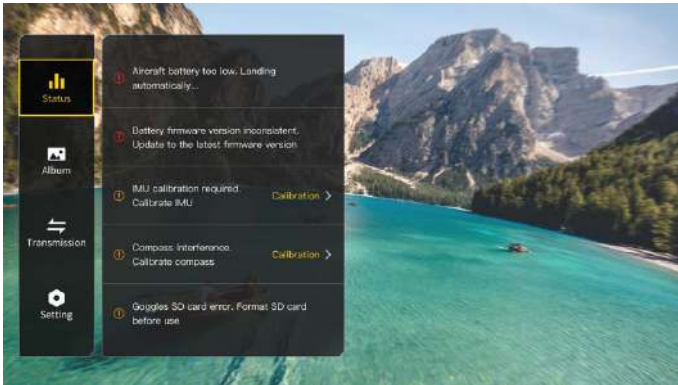 Status
Album
Transmission
Setting
Aircraft battery too low. Landing
automatically...
Battery firmware version inconsistent.
Update to the latest firmware version
IMU calibration required.
Calibrate IMU
Calibration
Compass interference.
Calibrate compass
Calibration
Goggles SD card error. Format SD card
before use